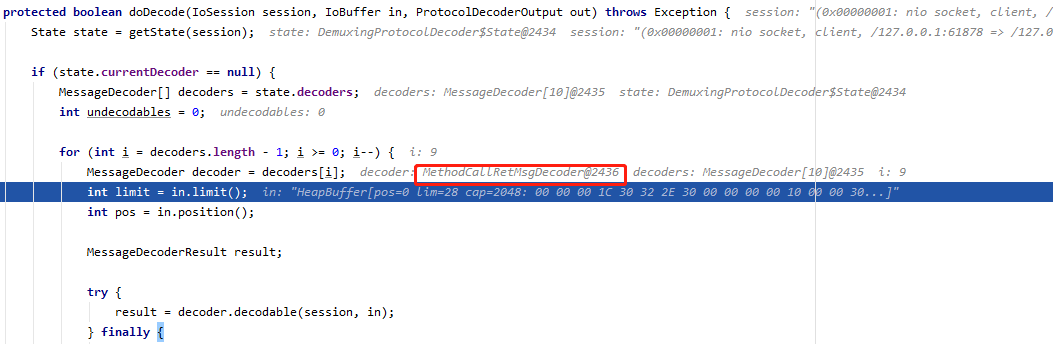 protected boolean doDecode(IoSession session, IoBuffer in, ProtocolDecoderOutput out) throws Exception { session: "(0x00000001: nio socket, client, /
State state = getState(session); state: DemuxingProtocolDecoder$State@2434 session: "(0x00000001: nio socket, client, /127.0.0.1:61878 => /127.0
if (state.currentDecoder == null) {
MessageDecoder[] decoders = state.decoders; decoders: MessageDecoder[10]@2435 state: DemuxingProtocolDecoder$State@2434
int undecodables = 0; undecodables: 0
for (int i = decoders.length - 1; i >= 0; i--) { i: 9
MessageDecoder decoder = decoders[i]; decoder: MethodCallRetMsgDecoder@2436 decoders: MessageDecoder[10]@2435 i: 9
int limit = in.limit(); in: "HeapBuffer[pos=0 lim=28 cap=2048: 00 00 00 1C 30 32 2E 30 00 00 00 00 10 00 00 30...]"
int pos = in.position();
MessageDecoderResult result;
try {
result = decoder.decodable(session, in);
} finally {